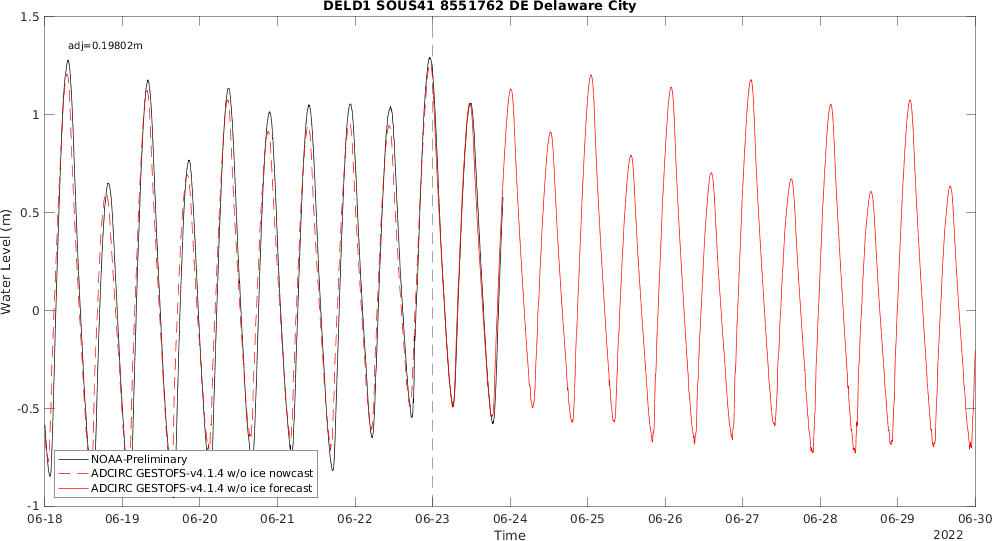 DELD1 SOUS41 8551762 DE Delaware City
adj=0.19802m
1.5
1
0.5
0
-0.5
-1
Water Level (m)
NOAA-Preliminary
ADCIRC GESTOFS-v4.1.4 w/o ice nowcast
ADCIRC GESTOFS-v4.1.4 w/o ice forecast
06-18 06-19 06-20 06-21 06-22 06-23 06-24 06-25 06-26 06-27 06-28 06-29 06-30
Time
2022